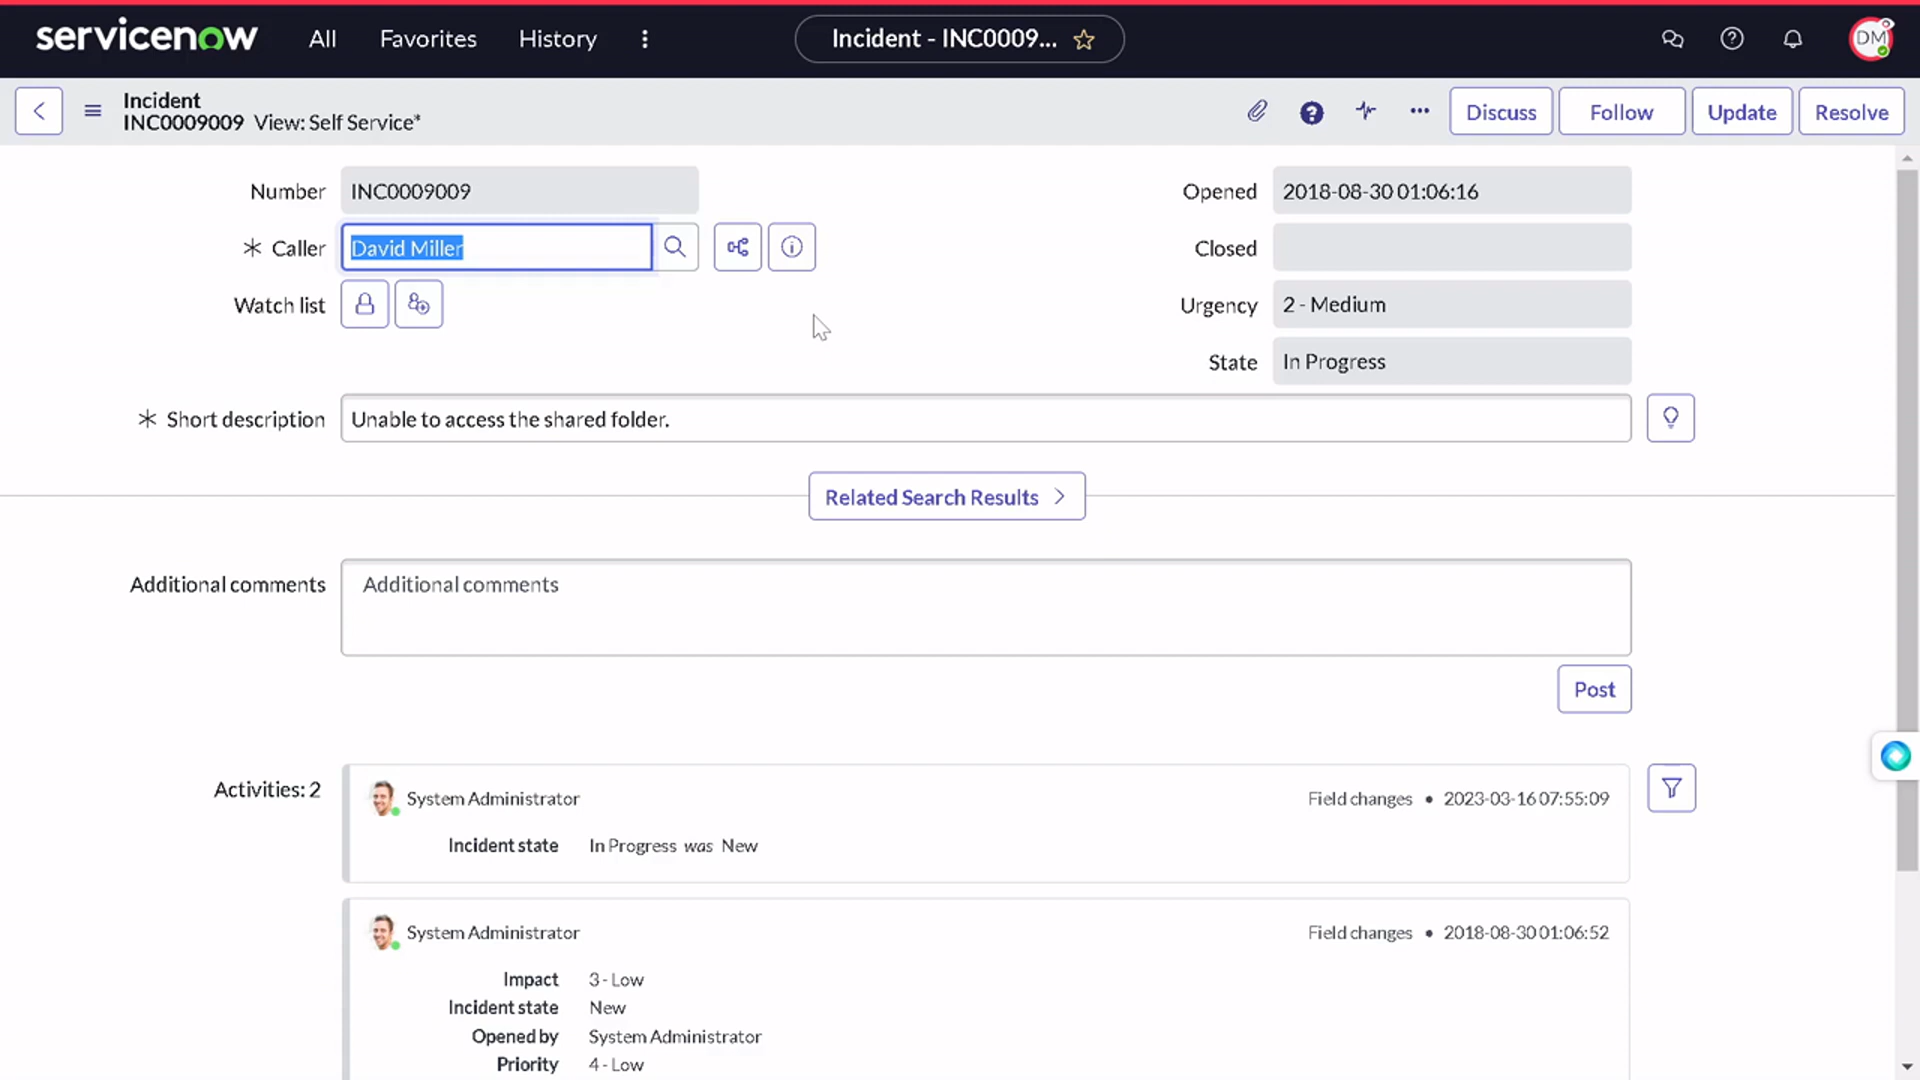 servicenow All Favorites History Incident - INC0009... DM
Incident
INC0009009 View: Self Service*
Discuss Follow Update Resolve
Number INC0009009 Opened 2018-08-30 01:06:16
Caller David Miller Closed
Watch list Urgency 2 - Medium
State In Progress
Short description Unable to access the shared folder.
Related Search Results
Additional comments Additional comments
Post
Activities: 2 System Administrator Field changes • 2023-03-16 07:55:09
Incident state In Progress was New
System Administrator Field changes • 2018-08-30 01:06:52
Impact 3 - Low
Incident state New
Opened by System Administrator
Priority 4 - Low